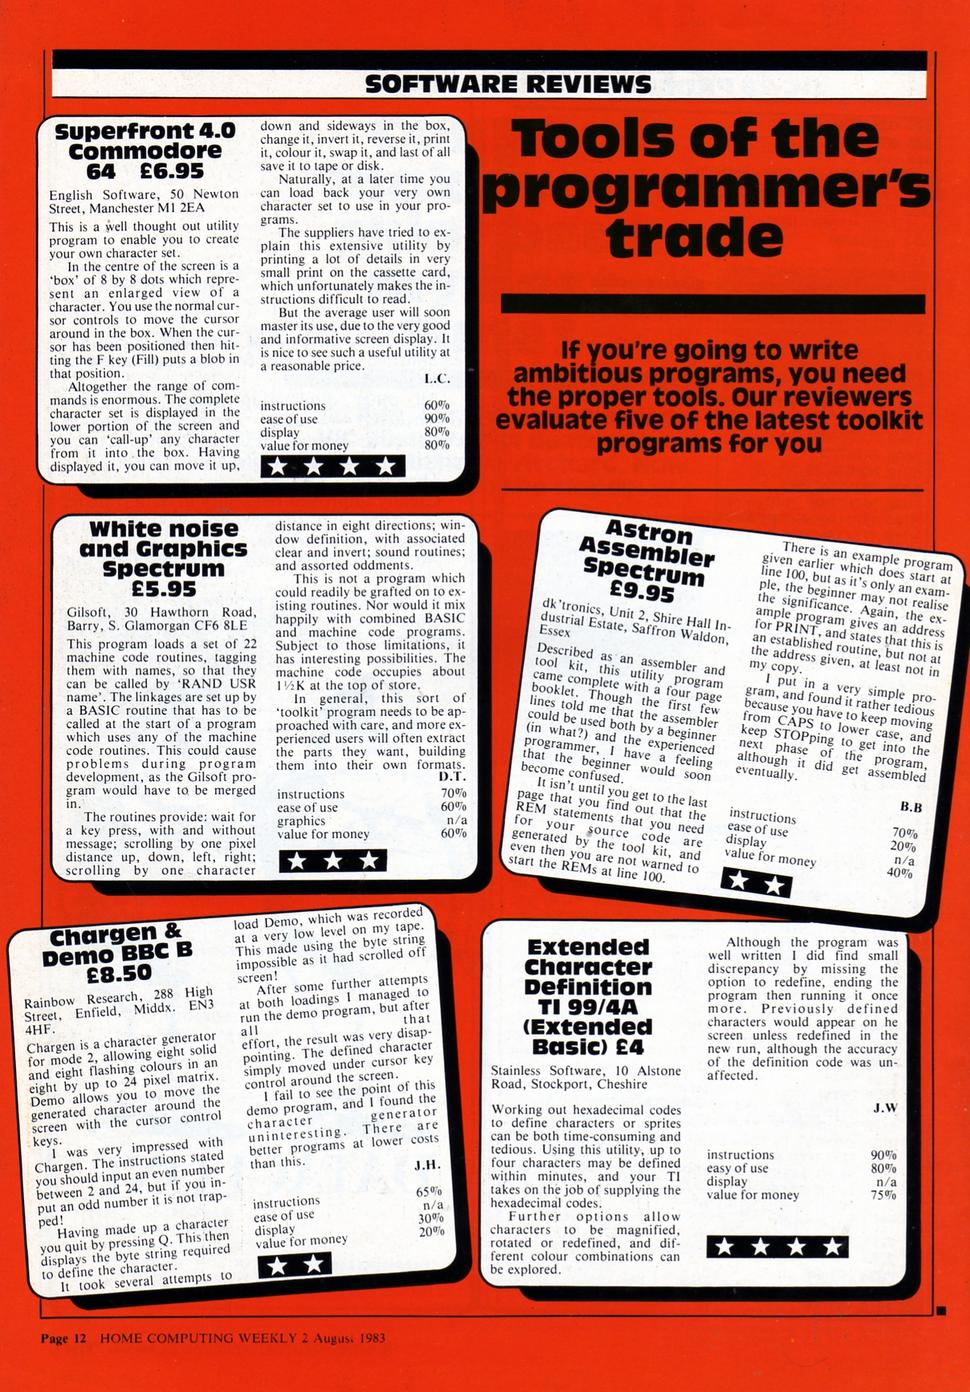 SOFTWARE REVIEWS
Tools of the
programmer's
trade
If you're going to write
ambitious programs, you need
the proper tools. Our reviewers
evaluate five of the latest toolkit
programs for you
Superfront 4.0
Commodore
64 £6.95
English Software, 50 Newton
Street, Manchester M1 2EA
This is a well thought out utility
program to enable you to create
your own character set.
In the centre of the screen is a
'box' of 8 by 8 dots which repre-
sent an enlarged view of a
character. You use the normal cur-
sor controls to move the cursor
around in the box. When the cur-
sor has been positioned then hit-
ting the F key (Fill) puts a blob in
that position.
Altogether the range of com-
mands is enormous. The complete
character set is displayed in the
lower portion of the screen and
you can 'call-up' any character
from it into the box. Having
displayed it, you can move it up,
down and sideways in the box,
change it, invert it, reverse it, print
it, colour it, swap it, and last of all
save it to tape or disk.
Naturally, at a later time you
can load back your very own
character set to use in your pro-
grams.
The suppliers have tried to ex-
plain this extensive utility by
printing a lot of details in very
small print on the cassette card,
which unfortunately makes the in-
structions difficult to read.
But the average user will soon
master its use, due to the very good
and informative screen display. It
is nice to see such a useful utility at
a reasonable price.
L.C.
instructions 60%
ease of use 90%
display 80%
value for money 80%
White noise
and Graphics
Spectrum
£5.95
Gilsoft, 30 Hawthorn Road,
Barry, S. Glamorgan CF6 8LE
This program loads a set of 22
machine code routines, tagging
them with names, so that they
can be called by 'RAND USR
name'. The linkages are set up by
a BASIC routine that has to be
called at the start of a program
which uses any of the machine
code routines. This could cause
problems during program
development, as the Gilsoft pro-
gram would have to be merged
in.
The routines provide: wait for
a key press, with and without
message; scrolling by one pixel
distance up, down, left, right;
scrolling by one character
distance in eight directions; win-
dow definition, with associated
clear and invert; sound routines;
and assorted oddments.
This is not a program which
could readily be grafted on to ex-
isting routines. Nor would it mix
happily with combined BASIC
and machine code programs.
Subject to those limitations, it
has interesting possibilities. The
machine code occupies about
1½K at the top of store.
In general, this sort of
'toolkit' program needs to be ap-
proached with care, and more ex-
perienced users will often extract
the parts they want, building
them into their own formats.
D.T.
instructions 70%
ease of use 60%
graphics n/a
value for money 60%
Astron
Assembler
Spectrum
£9.95
dk'tronics, Unit 2, Shire Hall In-
dustrial Estate, Saffron Waldon,
Essex
Described as an assembler and
tool kit, this utility program
came complete with a four page
booklet. Though the first few
lines told me that the assembler
could be used both by a beginner
(in what?) and the experienced
programmer, I have a feeling
that the beginner would soon
become confused.
It isn't until you get to the last
page that you find out that the
REM statements that you need
for your source code are
generated by the tool kit, and
even then you are not warned to
start the REMs at line 100.
There is an example program
given earlier which does start at
line 100, but as it's only an exam-
ple, the beginner may not realise
the significance. Again, the ex-
ample program gives an address
for PRINT, and states that this is
an established routine, but not at
the address given, at least not in
my copy.
I put in a very simple pro-
gram, and found it rather tedious
because you have to keep moving
from CAPS to lower case, and
keep STOPping to get into the
next phase of the program,
although it did get assembled
eventually.
B.B
instructions 70%
ease of use 20%
display n/a
value for money 40%
Chargen &
Demo BBC B
£8.50
Rainbow Research, 288 High
Street, Enfield, Middx. EN3
4HF.
Chargen is a character generator
for mode 2, allowing eight solid
and eight flashing colours in an
eight by up to 24 pixel matrix.
Demo allows you to move the
generated character around the
screen with the cursor control
keys.
I was very impressed with
Chargen. The instructions stated
you should input an even number
between 2 and 24, but if you in-
put an odd number it is not trap-
ped!
Having made up a character
you quit by pressing Q. This then
displays the byte string required
to define the character.
It took several attempts to
load Demo, which was recorded
at a very low level on my tape.
This made using the byte string
impossible as it had scrolled off
screen!
After some further attempts
at both loadings I managed to
run the demo program, but after
all that
effort, the result was very disap-
pointing. The defined character
simply moved under cursor key
control around the screen.
I fail to see the point of this
demo program, and I found the
character generator
uninteresting. There are
better programs at lower costs
than this.
J.H.
instructions 65%
ease of use n/a
display 30%
value for money 20%
Extended
Character
Definition
TI 99/4A
(Extended
Basic) £4
Stainless Software, 10 Alstone
Road, Stockport, Cheshire
Working out hexadecimal codes
to define characters or sprites
can be both time-consuming and
tedious. Using this utility, up to
four characters may be defined
within minutes, and your TI
takes on the job of supplying the
hexadecimal codes.
Further options allow
characters to be magnified,
rotated or redefined, and dif-
ferent colour combinations can
be explored.
Although the program was
well written I did find small
discrepancy by missing the
option to redefine, ending the
program then running it once
more. Previously defined
characters would appear on he
screen unless redefined in the
new run, although the accuracy
of the definition code was un-
affected.
J.W
instructions 90%
easy of use 80%
display n/a
value for money 75%
Page 12 HOME COMPUTING WEEKLY 2 August 1983